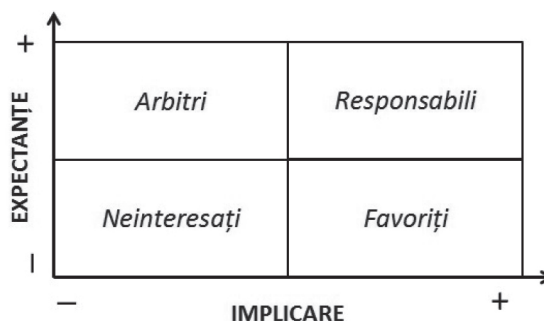 +
Arbitri
Responsabili
EXPECTANȚE
Neinteresați
Favoriți
–
–
IMPLICARE
+